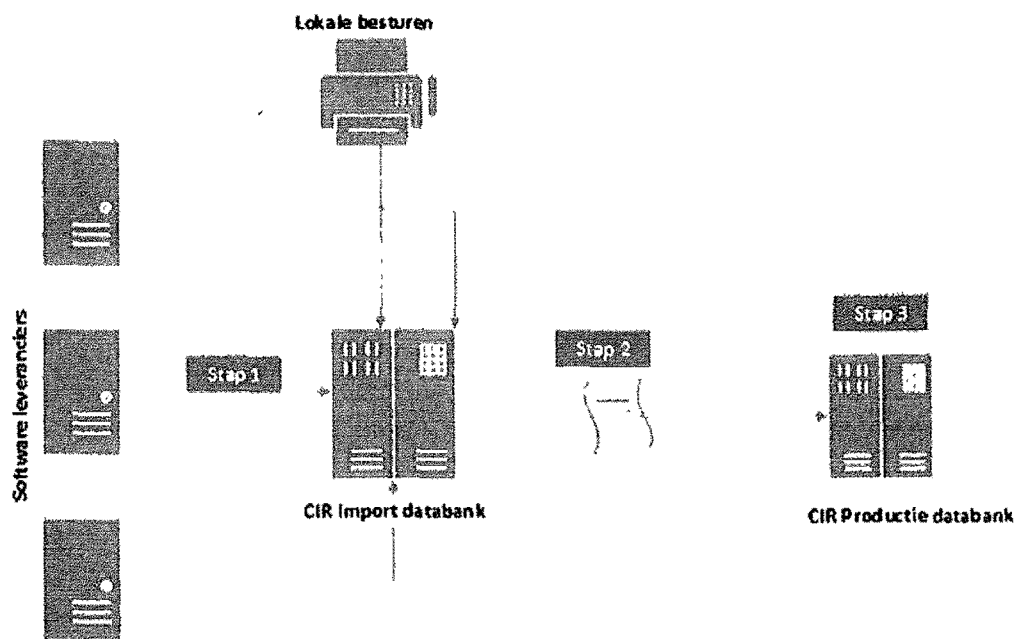 Lokale besturen
Software leveranciers
Stap 1
Stap 2
Stap 3
CIR Import databank
CIR Productie databank